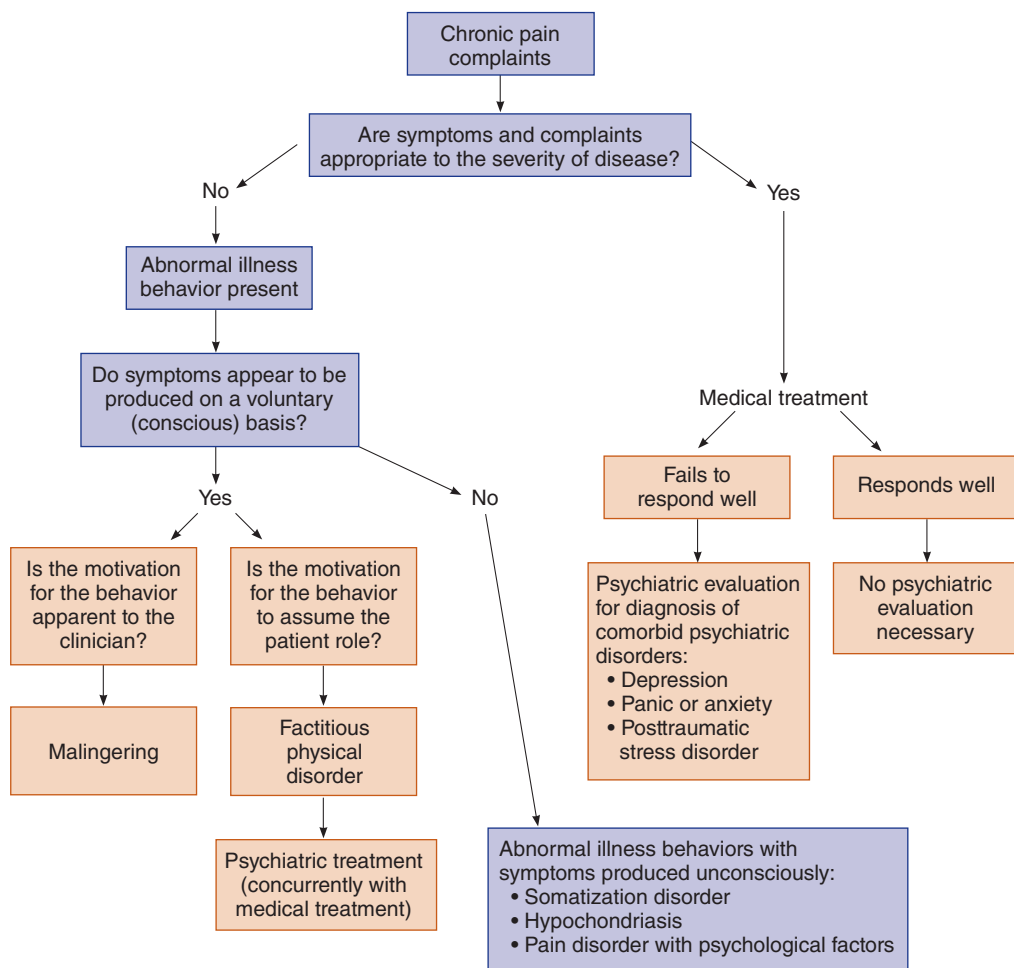 Chronic pain
complaints
Are symptoms and complaints
appropriate to the severity of disease?
No
Yes
Abnormal illness
behavior present
Do symptoms appear to be
produced on a voluntary
(conscious) basis?
Medical treatment
Fails to
respond well
Responds well
Yes
No
Is the motivation
for the behavior
apparent to the
clinician?
Is the motivation
for the behavior
to assume the
patient role?
Psychiatric evaluation
for diagnosis of
comorbid psychiatric
disorders:
• Depression
• Panic or anxiety
• Posttraumatic
stress disorder
No psychiatric
evaluation
necessary
Malingering
Factitious
physical
disorder
Psychiatric treatment
(concurrently with
medical treatment)
Abnormal illness behaviors with
symptoms produced unconsciously:
• Somatization disorder
• Hypochondriasis
• Pain disorder with psychological factors